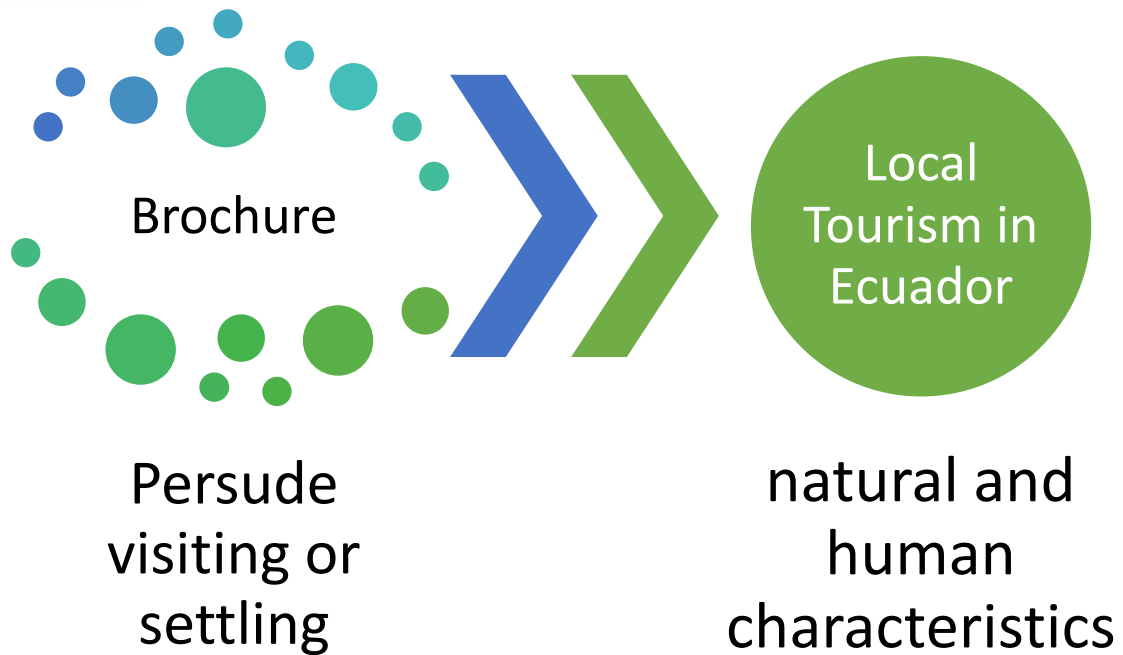 Brochure
Local
Tourism in
Ecuador
Persude
visiting or
settling
natural and
human
characteristics